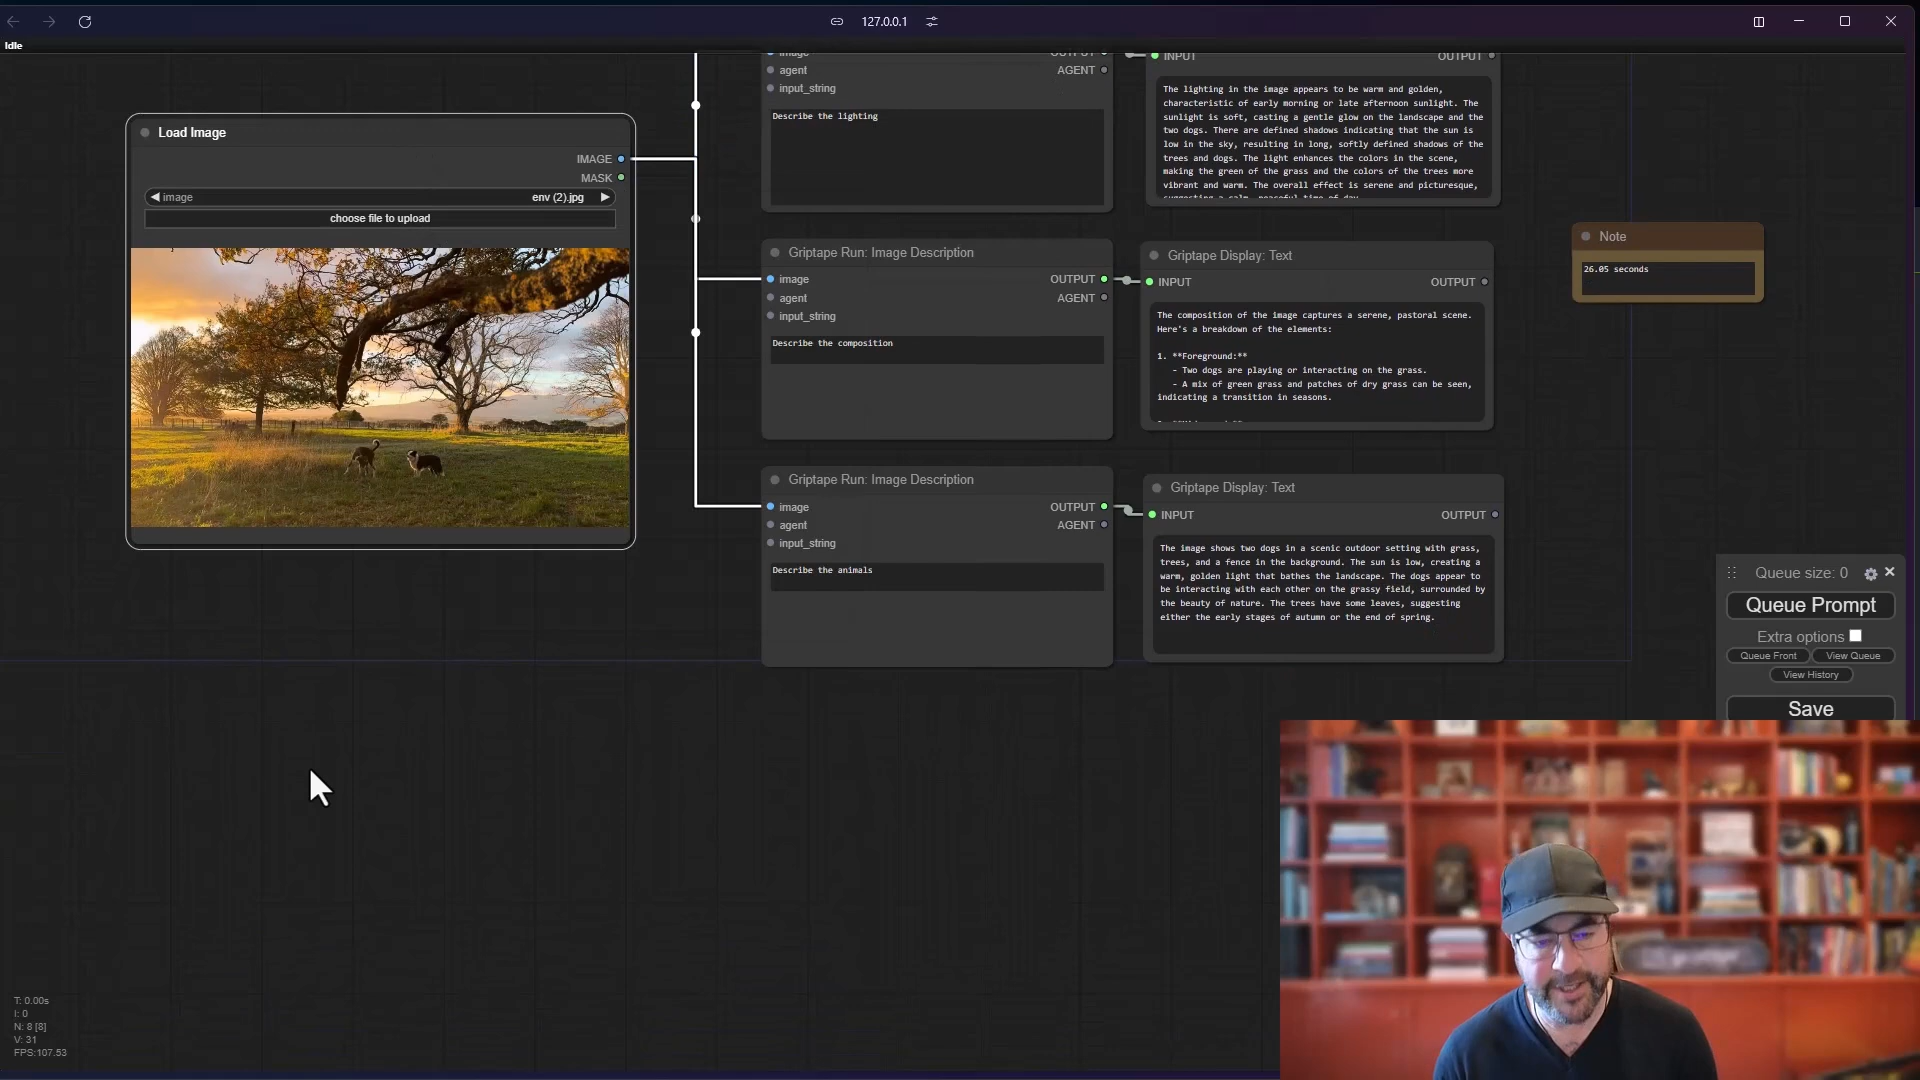 127.0.0.1
Idle
image
OUTPUT
agent
AGENT
input_string
Describe the lighting
INPUT
OUTPUT
The lighting in the image appears to be warm and golden,
characteristic of early morning or late afternoon sunlight. The
sunlight is soft, casting a gentle glow on the landscape and the
two dogs. There are defined shadows indicating that the sun is
low in the sky, resulting in long, softly defined shadows of the
trees and dogs. The light enhances the colors in the scene,
making the green of the grass and the colors of the trees more
vibrant and warm. The overall effect is serene and picturesque,
suggesting a calm, peaceful time of day.
Load Image
IMAGE
MASK
image
env (2).jpg
choose file to upload
Griptape Run: Image Description
image
OUTPUT
agent
AGENT
input_string
Describe the composition
Griptape Display: Text
INPUT
OUTPUT
The composition of the image captures a serene, pastoral scene.
Here's a breakdown of the elements:
1. **Foreground:**
- Two dogs are playing or interacting on the grass.
- A mix of green grass and patches of dry grass can be seen,
indicating a transition in seasons.
Note
26.05 seconds
Griptape Run: Image Description
image
OUTPUT
agent
AGENT
input_string
Describe the animals
Griptape Display: Text
INPUT
OUTPUT
The image shows two dogs in a scenic outdoor setting with grass,
trees, and a fence in the background. The sun is low, creating a
warm, golden light that bathes the landscape. The dogs appear to
be interacting with each other on the grassy field, surrounded by
the beauty of nature. The trees have some leaves, suggesting
either the early stages of autumn or the end of spring.
Queue size: 0
Queue Prompt
Extra options
Queue Front
View Queue
View History
Save
T: 0.00s
I: 0
N: 8 [8]
V: 31
FPS:107.53